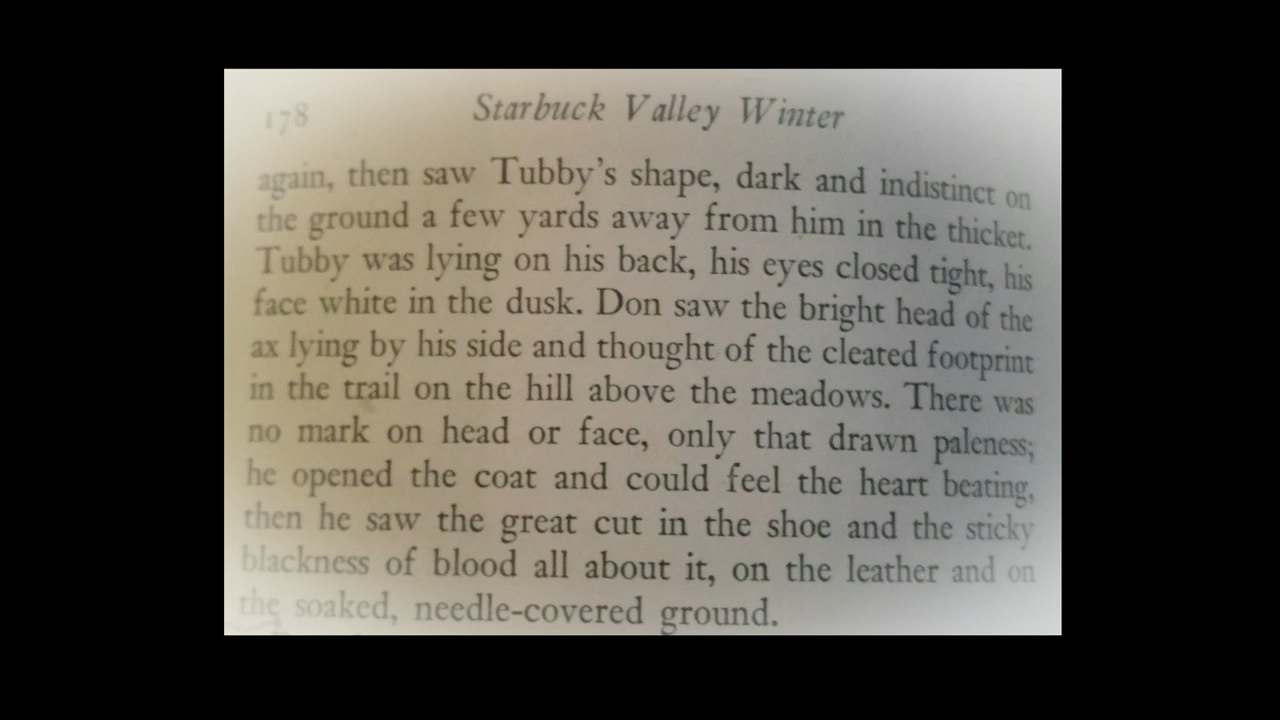 178
Starbuck Valley Winter
again, then saw Tubby's shape, dark and indistinct on
the ground a few yards away from him in the thicket.
Tubby was lying on his back, his eyes closed tight, his
face white in the dusk. Don saw the bright head of the
ax lying by his side and thought of the cleated footprint
in the trail on the hill above the meadows. There was
no mark on head or face, only that drawn paleness;
he opened the coat and could feel the heart beating,
then he saw the great cut in the shoe and the sticky
blackness of blood all about it, on the leather and on
the soaked, needle-covered ground.